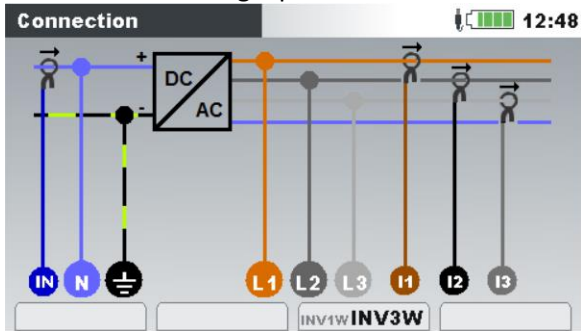 Connection 12:48
+
DC
AC
-
IN N L1 L2 L3 I1 I2 I3
INV1W INV3W